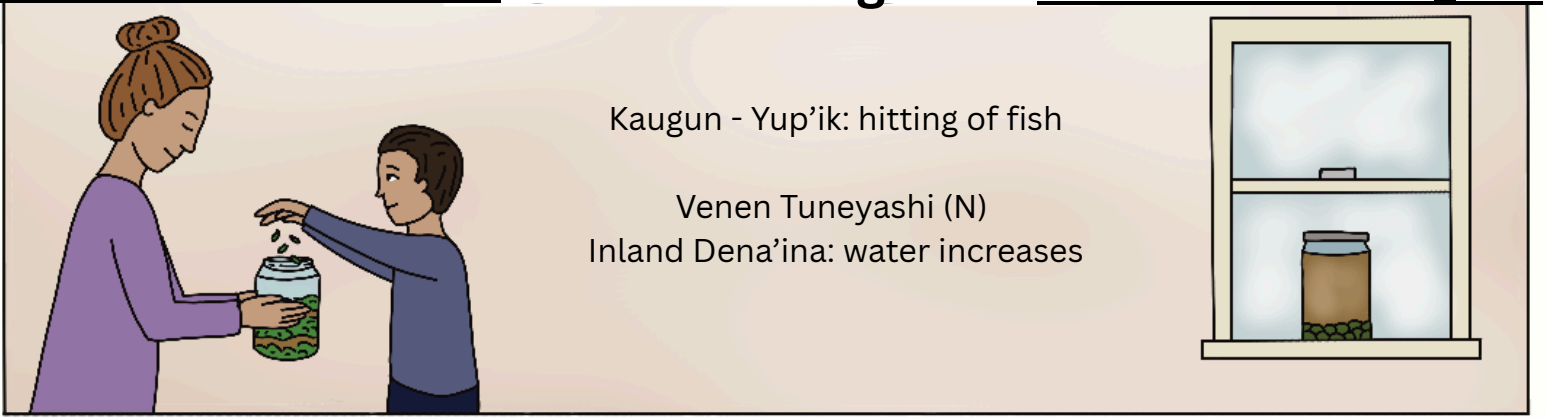 Kaugun - Yup’ik: hitting of fish
Venen Tuneyashi (N)
Inland Dena’ina: water increases